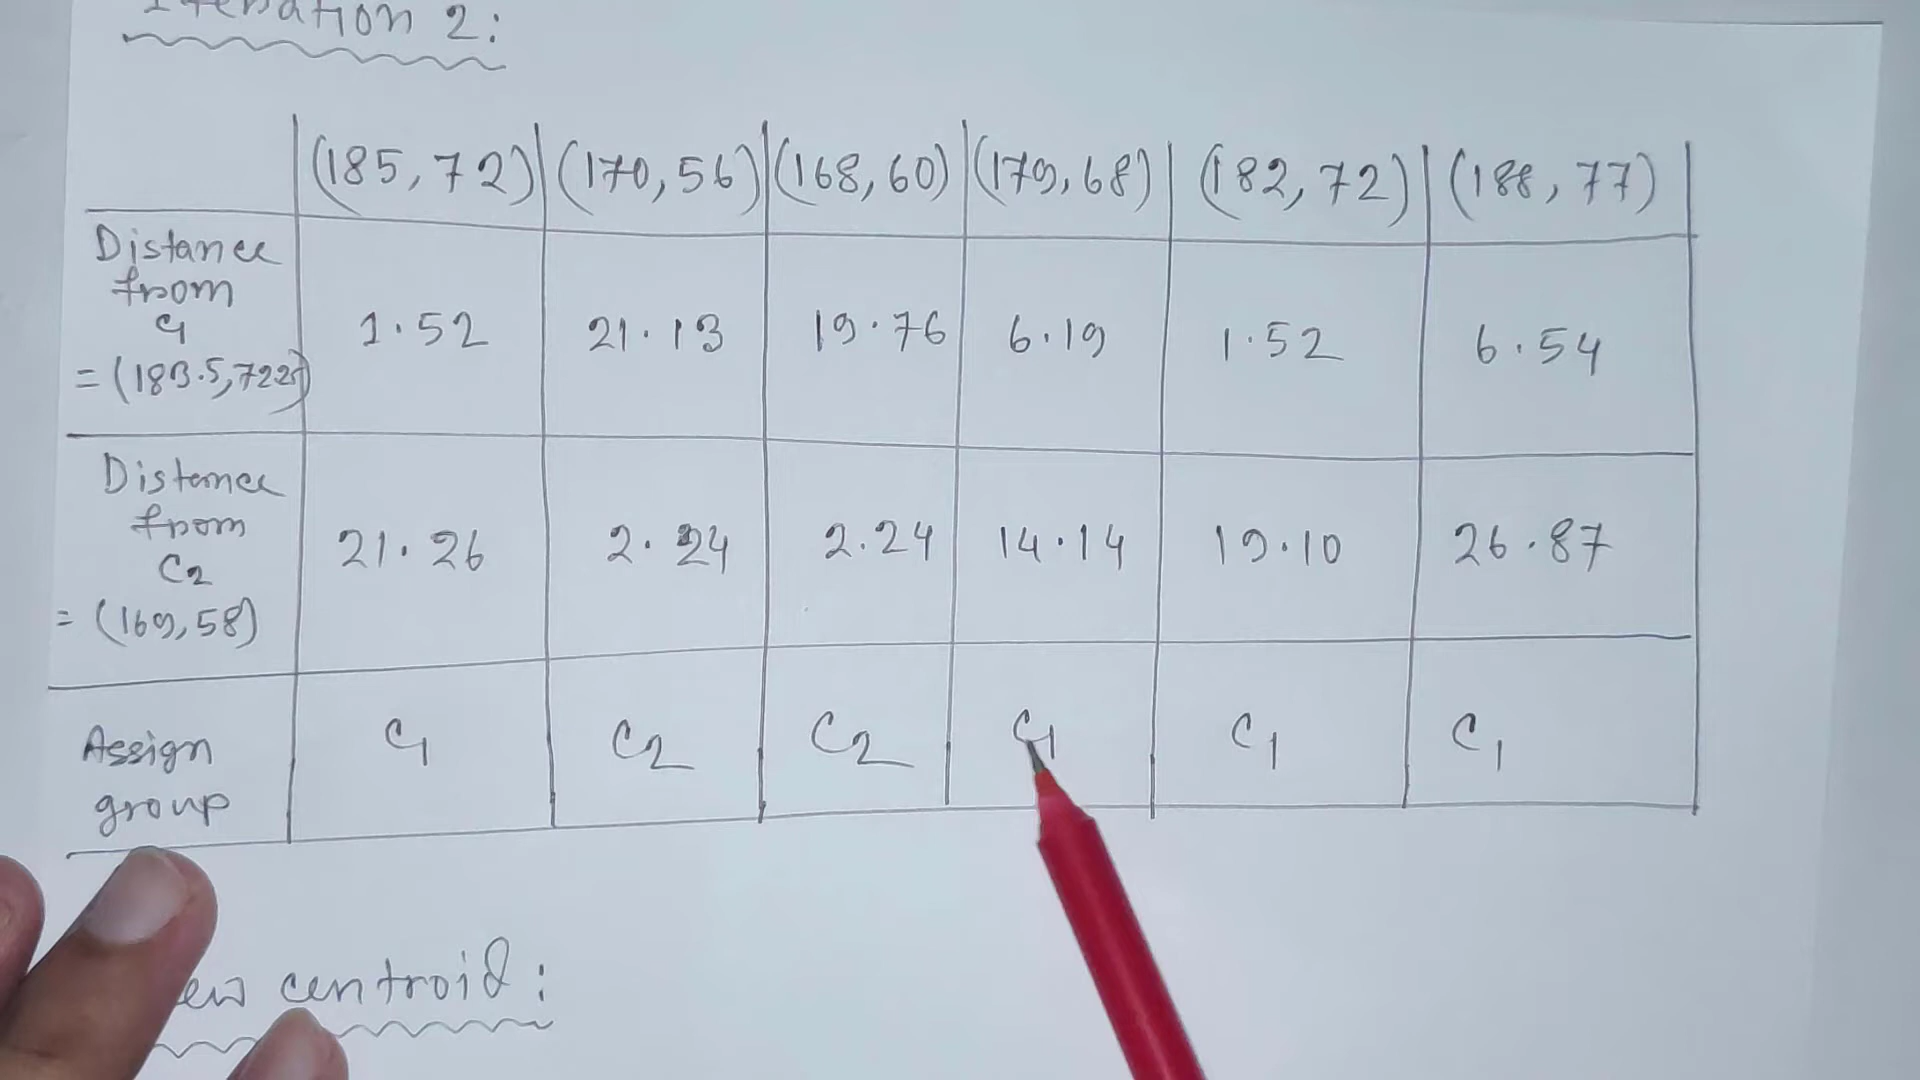 Iteration 2:
(185,72) (170,56) (168,60) (179,68) (182,72) (188,77)
Distance
from
C1
= (183.5,7225)
1.52 21.13 19.76 6.19 1.52 6.54
Distance
from
C2
= (169,58)
21.26 2.24 2.24 14.14 19.10 26.87
Assign
group
C1 C2 C2 C1 C1 C1
ew centroid: